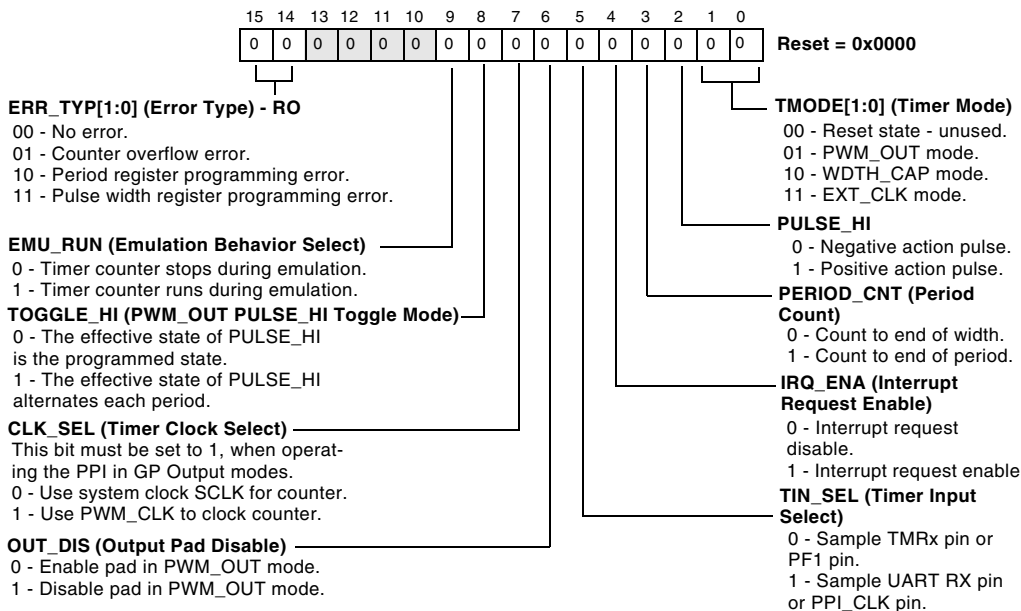 15 14 13 12 11 10 9 8 7 6 5 4 3 2 1 0
0 0 0 0 0 0 0 0 0 0 0 0 0 0 0 0 Reset = 0x0000
ERR_TYP[1:0] (Error Type) - RO
00 - No error.
01 - Counter overflow error.
10 - Period register programming error.
11 - Pulse width register programming error.
EMU_RUN (Emulation Behavior Select)
0 - Timer counter stops during emulation.
1 - Timer counter runs during emulation.
TOGGLE_HI (PWM_OUT PULSE_HI Toggle Mode)
0 - The effective state of PULSE_HI
is the programmed state.
1 - The effective state of PULSE_HI
alternates each period.
CLK_SEL (Timer Clock Select)
This bit must be set to 1, when operat-
ing the PPI in GP Output modes.
0 - Use system clock SCLK for counter.
1 - Use PWM_CLK to clock counter.
OUT_DIS (Output Pad Disable)
0 - Enable pad in PWM_OUT mode.
1 - Disable pad in PWM_OUT mode.
TMODE[1:0] (Timer Mode)
00 - Reset state - unused.
01 - PWM_OUT mode.
10 - WDTH_CAP mode.
11 - EXT_CLK mode.
PULSE_HI
0 - Negative action pulse.
1 - Positive action pulse.
PERIOD_CNT (Period
Count)
0 - Count to end of width.
1 - Count to end of period.
IRQ_ENA (Interrupt
Request Enable)
0 - Interrupt request
disable.
1 - Interrupt request enable
TIN_SEL (Timer Input
Select)
0 - Sample TMRx pin or
PF1 pin.
1 - Sample UART RX pin
or PPI_CLK pin.